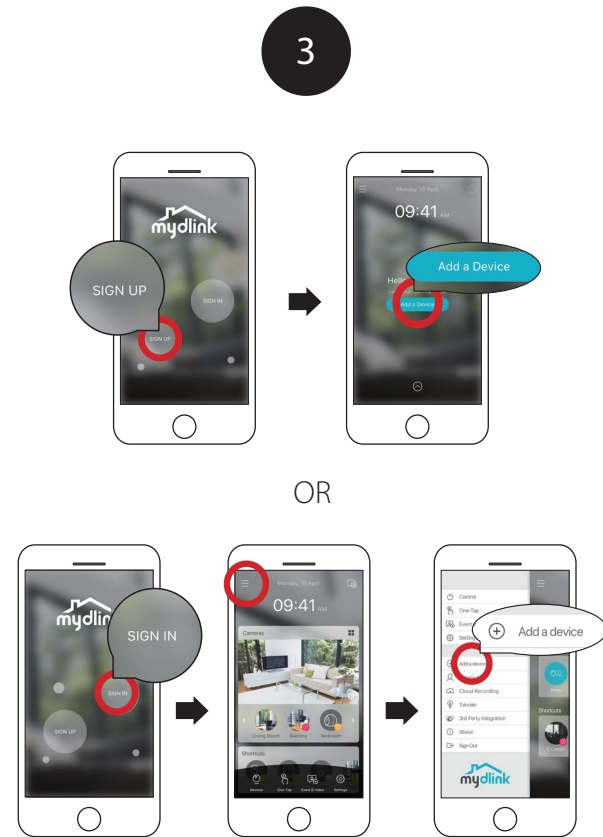 3
mydlink
SIGN UP
SIGN IN
SIGN UP
Monday, 10 April
09:41 AM
Add a Device
Add a Device
OR
SIGN IN
SIGN IN
SIGN UP
Monday, 10 April
09:41 AM
Cameras
Living Room Balcony Bedroom
Shortcuts
Devices One-Tap Event & Video Settings
Control
One-Tap
Add a device
Add a device
Cloud Recording
Tutorials
3rd Party Integration
About
Sign Out
Shortcuts
mydlink